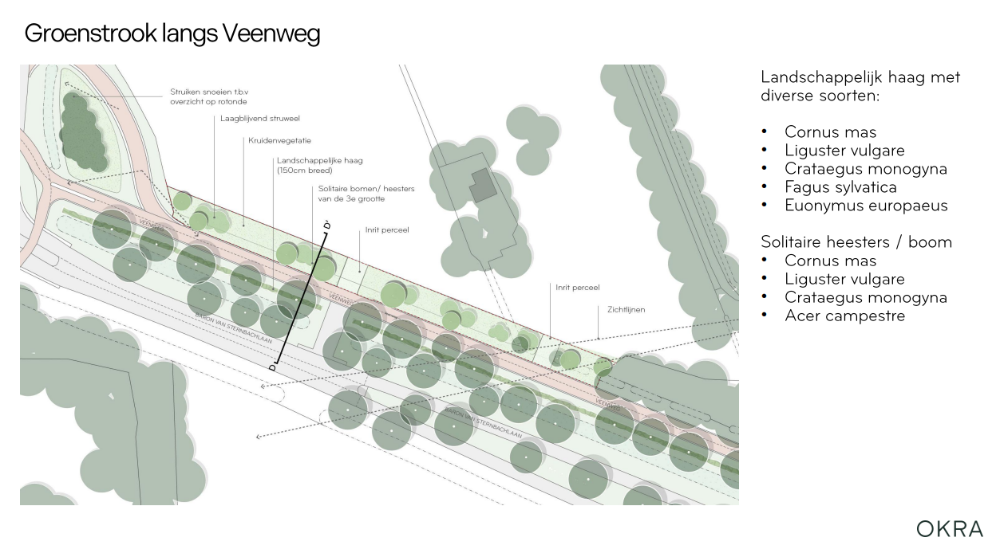 Groenstrook langs Veenweg
Struiken snoeien t.b.v
overzicht op rotonde
Laagblijvend struweel
Kruidenvegetatie
Landschappelijke haag
(150cm breed)
Solitaire bomen/ heesters
van de 3e grootte
D'
Inrit perceel
Inrit perceel
Zichtlijnen
VEENWEG
VEENWEG
BARON VAN STERNBACHLAAN
D'
VEENWEG
BARON VAN STERNBACHLAAN
Landschappelijk haag met
diverse soorten:
• Cornus mas
• Liguster vulgare
• Crataegus monogyna
• Fagus sylvatica
• Euonymus europaeus
Solitaire heesters / boom
• Cornus mas
• Liguster vulgare
• Crataegus monogyna
• Acer campestre
OKRA